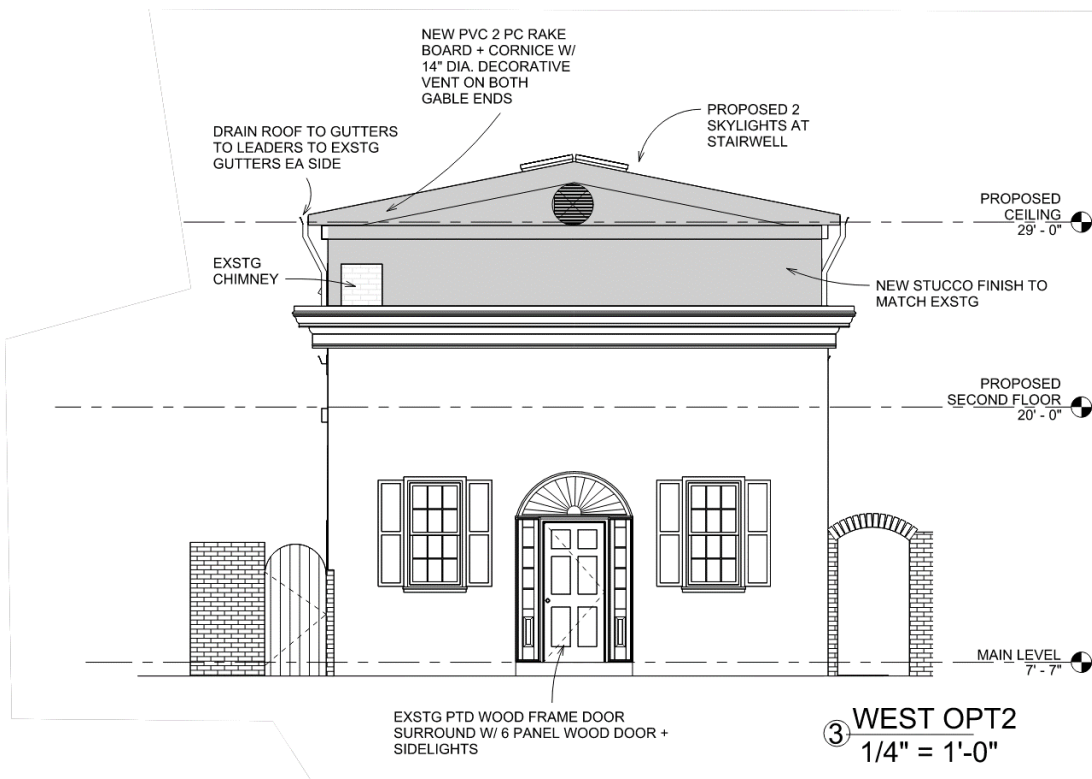 NEW PVC 2 PC RAKE
BOARD + CORNICE W/
14" DIA. DECORATIVE
VENT ON BOTH
GABLE ENDS
PROPOSED 2
SKYLIGHTS AT
STAIRWELL
DRAIN ROOF TO GUTTERS
TO LEADERS TO EXSTG
GUTTERS EA SIDE
PROPOSED
CEILING
29' - 0"
EXSTG
CHIMNEY
NEW STUCCO FINISH TO
MATCH EXSTG
PROPOSED
SECOND FLOOR
20' - 0"
MAIN LEVEL
7' - 7"
EXSTG PTD WOOD FRAME DOOR
SURROUND W/ 6 PANEL WOOD DOOR +
SIDELIGHTS
3 WEST OPT2
1/4" = 1'-0"